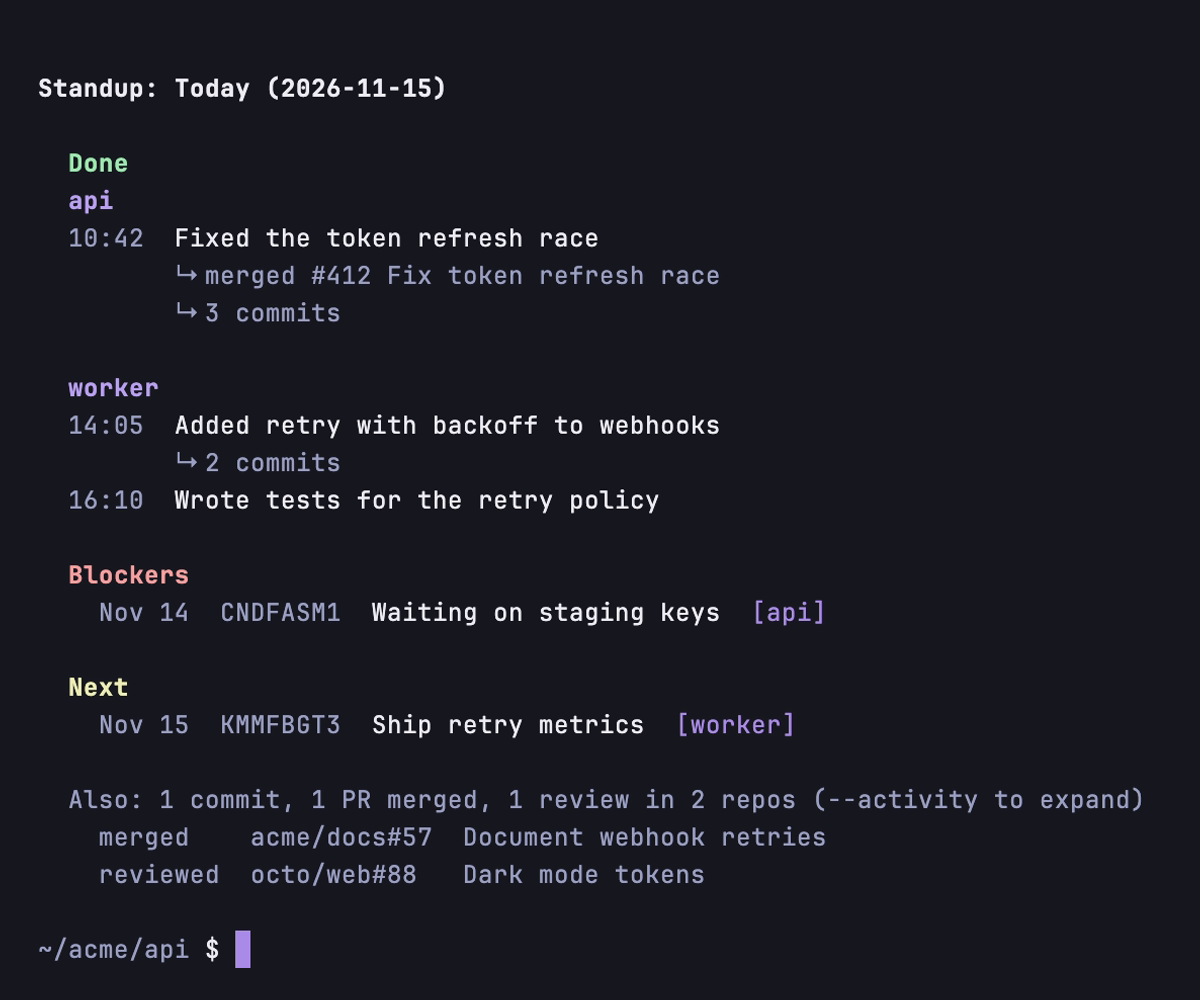 Standup: Today (2026-11-15)
Done
api
10:42  Fixed the token refresh race
↳ merged #412 Fix token refresh race
↳ 3 commits
worker
14:05  Added retry with backoff to webhooks
↳ 2 commits
16:10  Wrote tests for the retry policy
Blockers
Nov 14  CNDFASM1  Waiting on staging keys  [api]
Next
Nov 15  KMMFBGT3  Ship retry metrics  [worker]
Also: 1 commit, 1 PR merged, 1 review in 2 repos (--activity to expand)
merged    acme/docs#57  Document webhook retries
reviewed  octo/web#88   Dark mode tokens
~/acme/api $